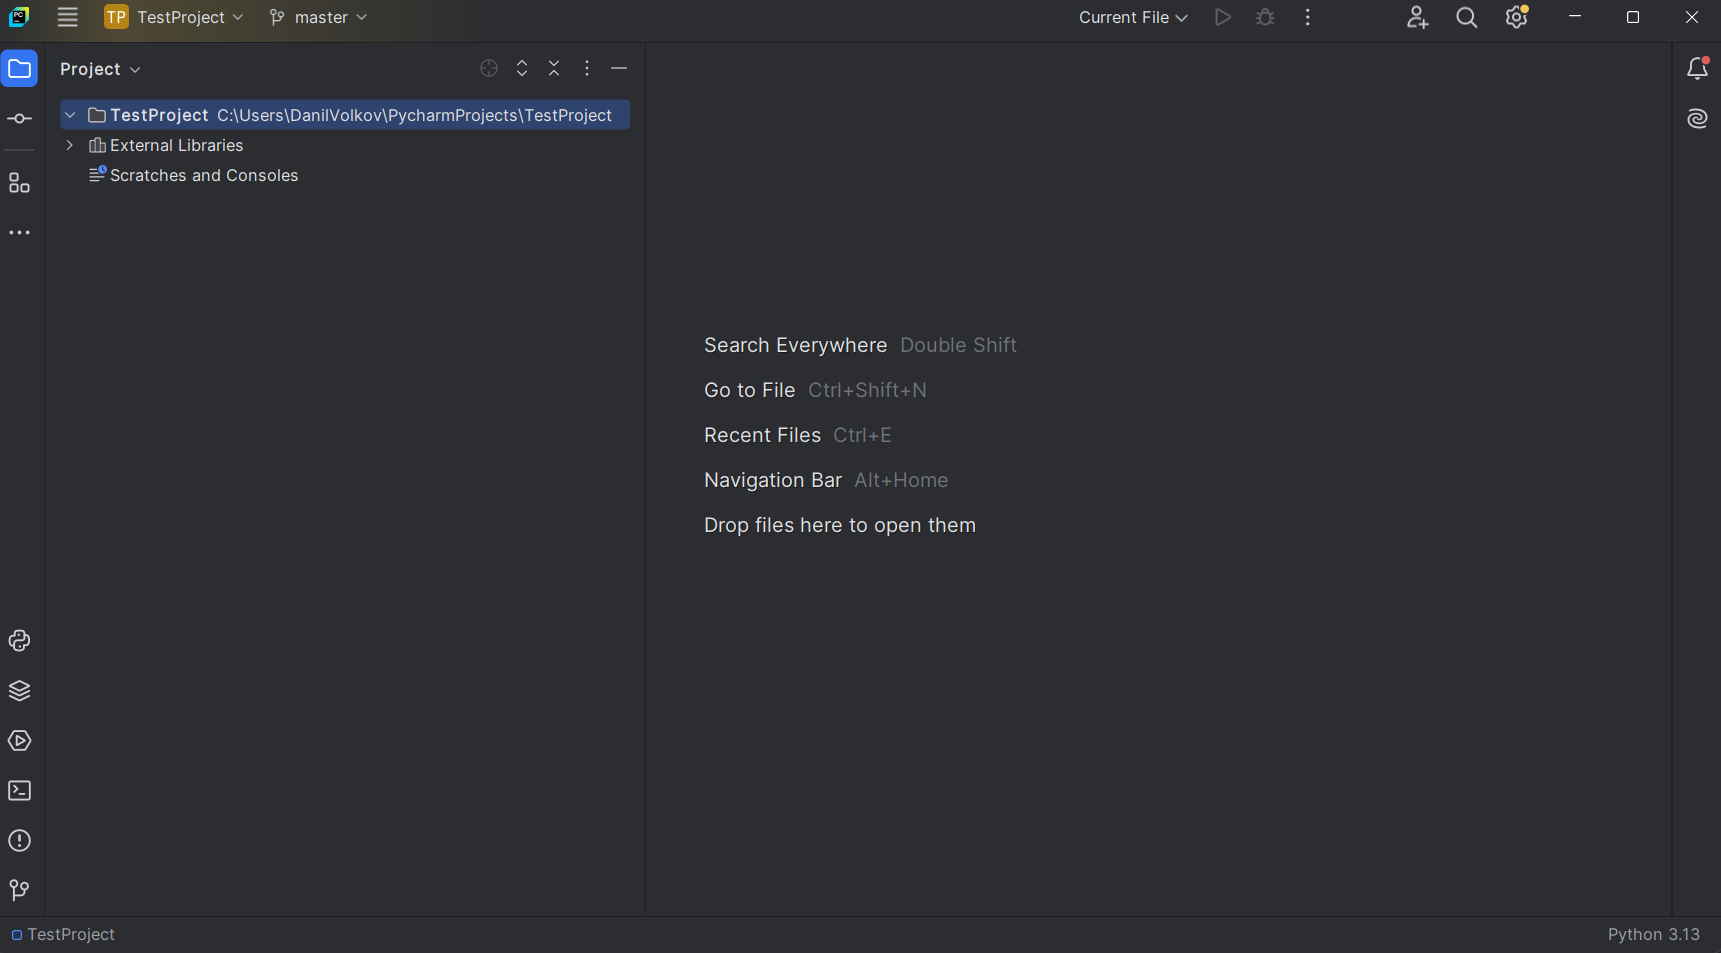 PC TP TestProject master Current File
Project
TestProject C:\Users\DanilVolkov\PycharmProjects\TestProject
External Libraries
Scratches and Consoles
Search Everywhere Double Shift
Go to File Ctrl+Shift+N
Recent Files Ctrl+E
Navigation Bar Alt+Home
Drop files here to open them
TestProject Python 3.13